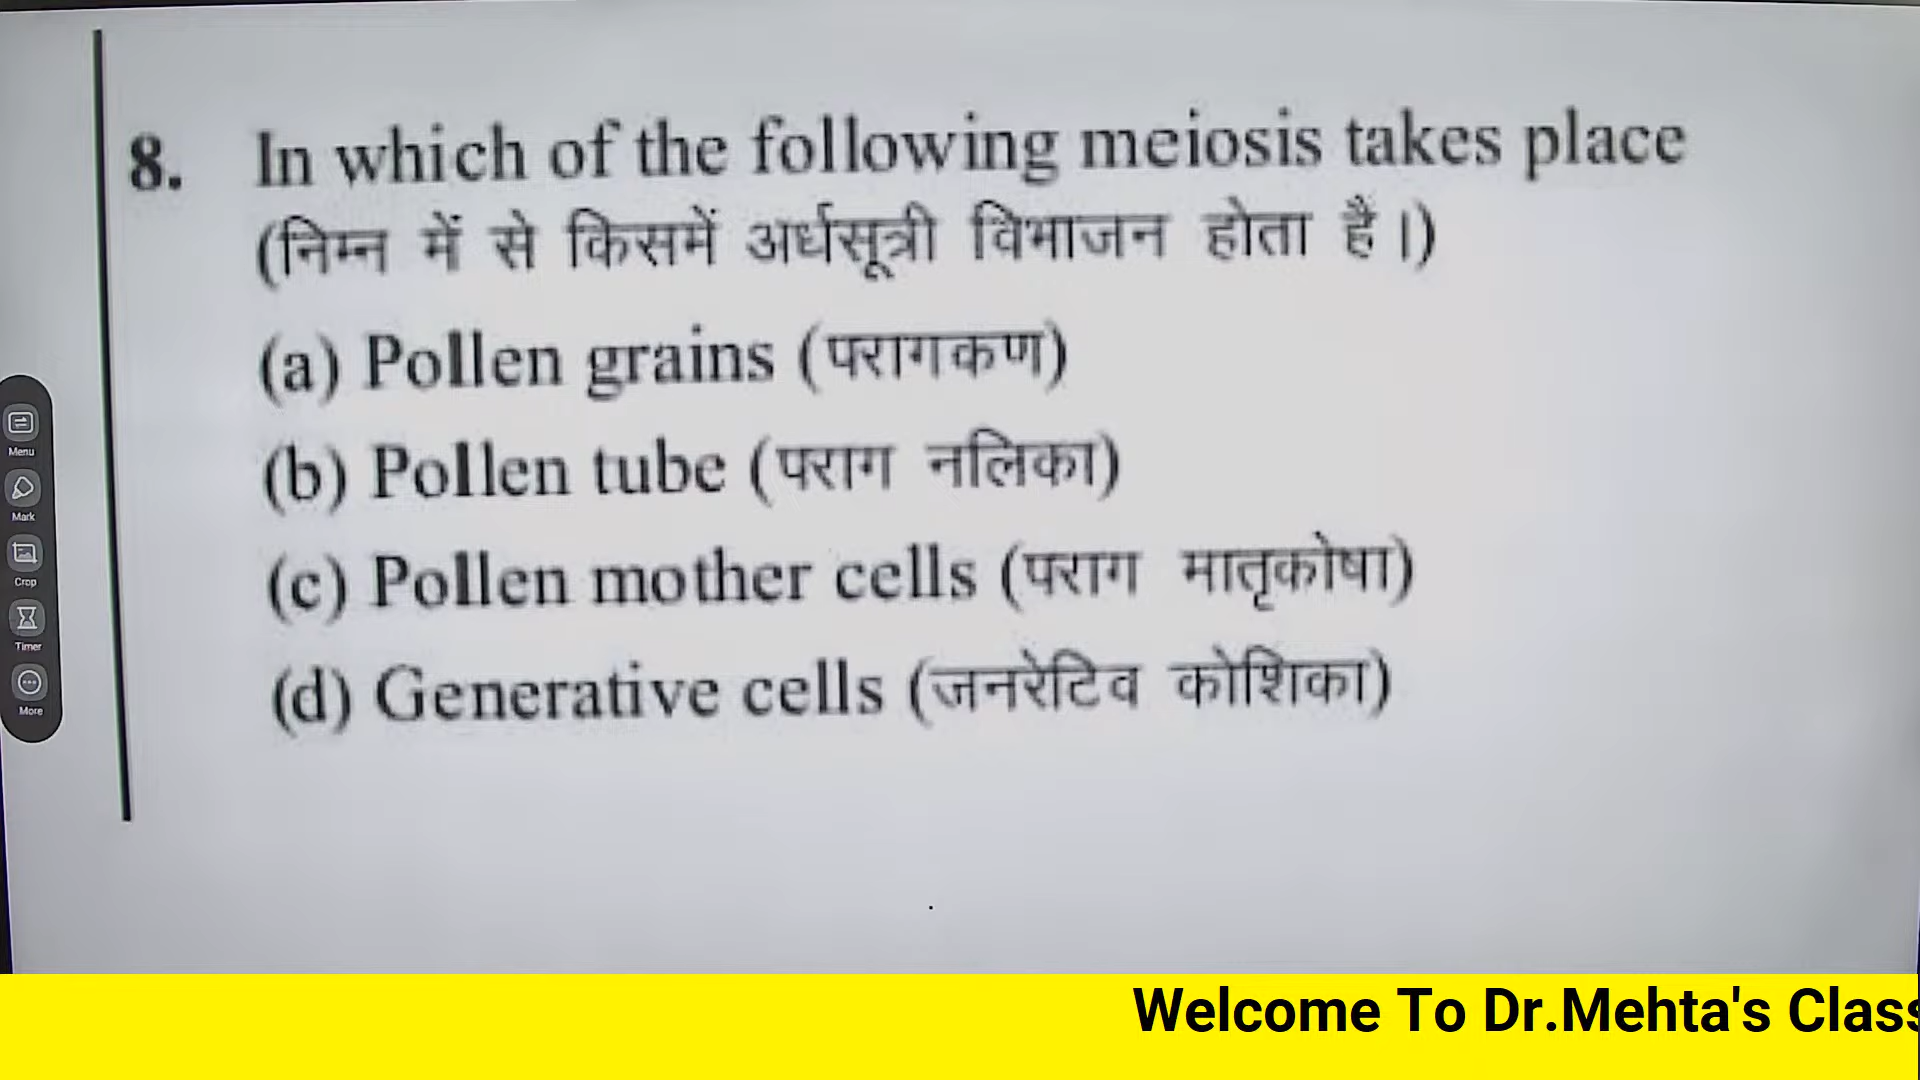 8. In which of the following meiosis takes place
(निम्न में से किसमें अर्धसूत्री विभाजन होता है।)
(a) Pollen grains (परागकण)
(b) Pollen tube (पराग नलिका)
(c) Pollen mother cells (पराग मातृकोषा)
(d) Generative cells (जनरेटिव कोशिका)
Menu
Mark
Crop
Timer
More
Welcome To Dr.Mehta's Class